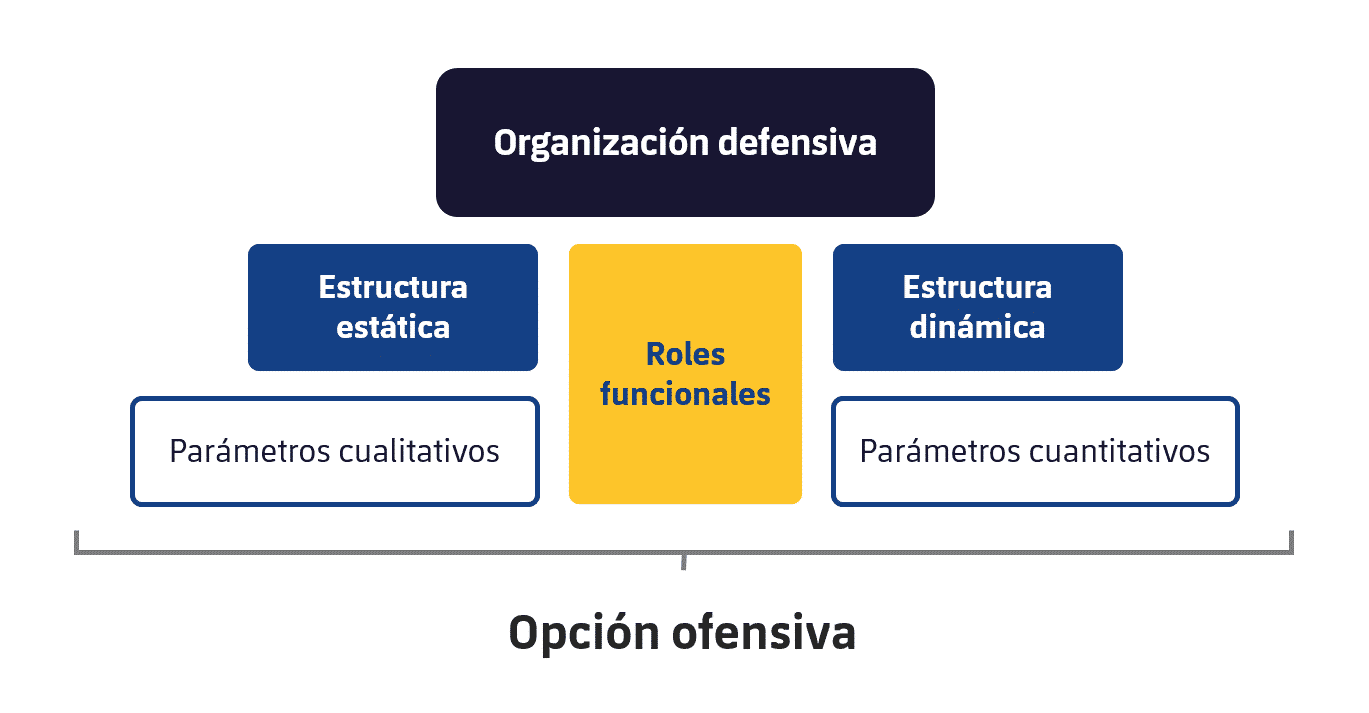 Organización defensiva
Estructura
estática
Roles
funcionales
Estructura
dinámica
Parámetros cualitativos
Parámetros cuantitativos
Opción ofensiva